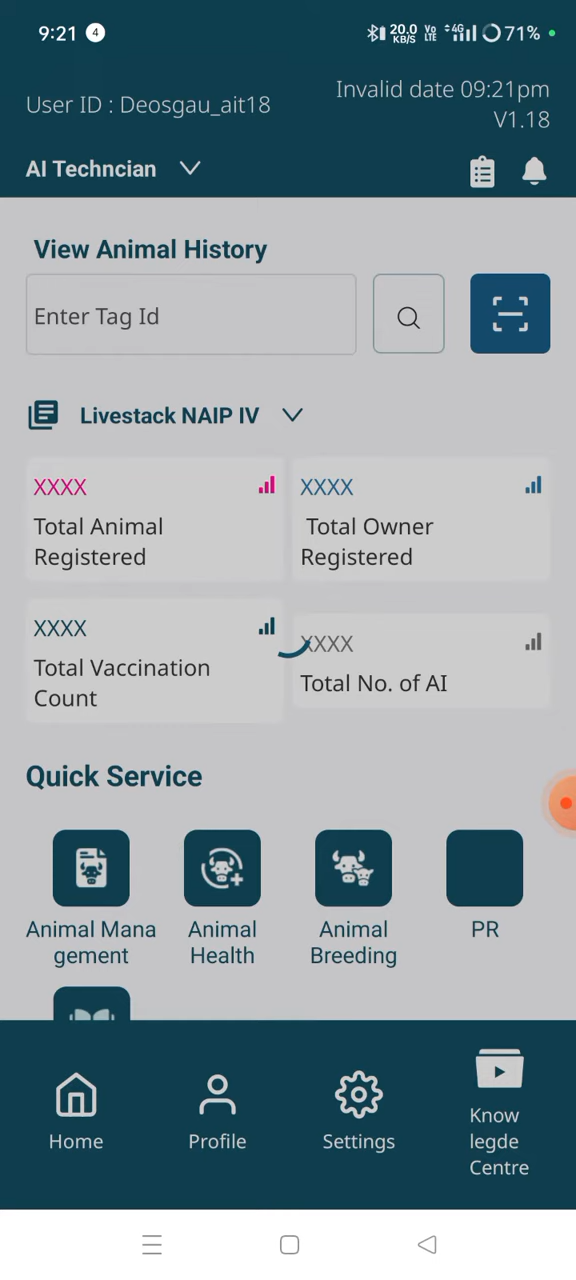 9:21 4 20.0 KB/S Vo LTE 4G 71%
User ID : Deosgau_ait18
Invalid date 09:21pm
V1.18
AI Techncian
View Animal History
Enter Tag Id
Livestack NAIP IV
XXXX
Total Animal
Registered
XXXX
Total Owner
Registered
XXXX
Total Vaccination
Count
XXXX
Total No. of AI
Quick Service
Animal Mana
gement
Animal
Health
Animal
Breeding
PR
Home
Profile
Settings
Know
legde
Centre